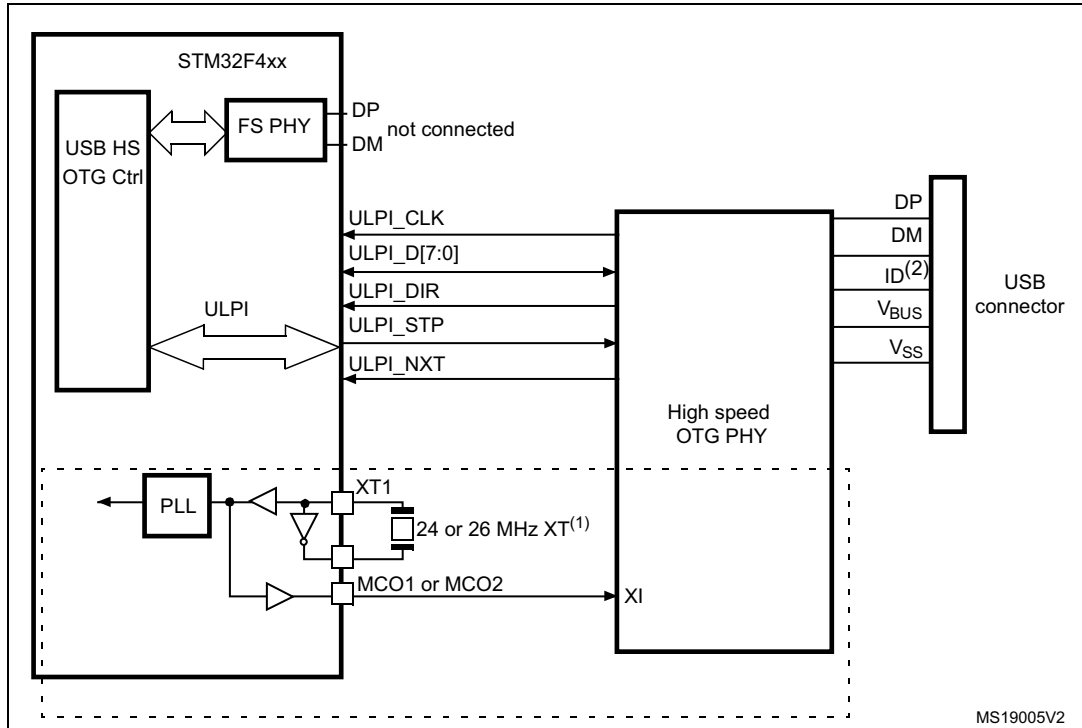 STM32F4xx
USB HS
OTG Ctrl
FS PHY
DP
DM
not connected
ULPI
ULPI_CLK
ULPI_D[7:0]
ULPI_DIR
ULPI_STP
ULPI_NXT
High speed
OTG PHY
DP
DM
ID(2)
VBUS
VSS
USB
connector
PLL
XT1
24 or 26 MHz XT(1)
MCO1 or MCO2
XI
MS19005V2